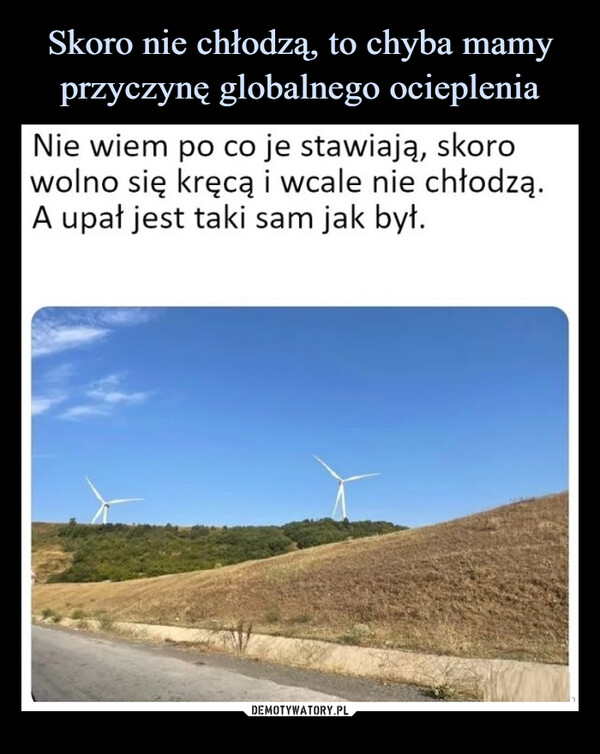 Skoro nie chłodzą, to chyba mamy
przyczynę globalnego ocieplenia
Nie wiem po co je stawiają, skoro
wolno się kręcą i wcale nie chłodzą.
A upał jest taki sam jak był.
DEMOTYWATORY.PL